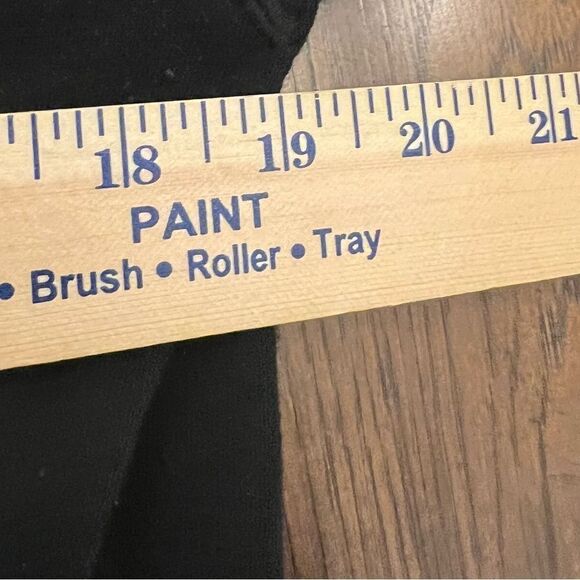 18 19 20 21
PAINT
• Brush • Roller • Tray